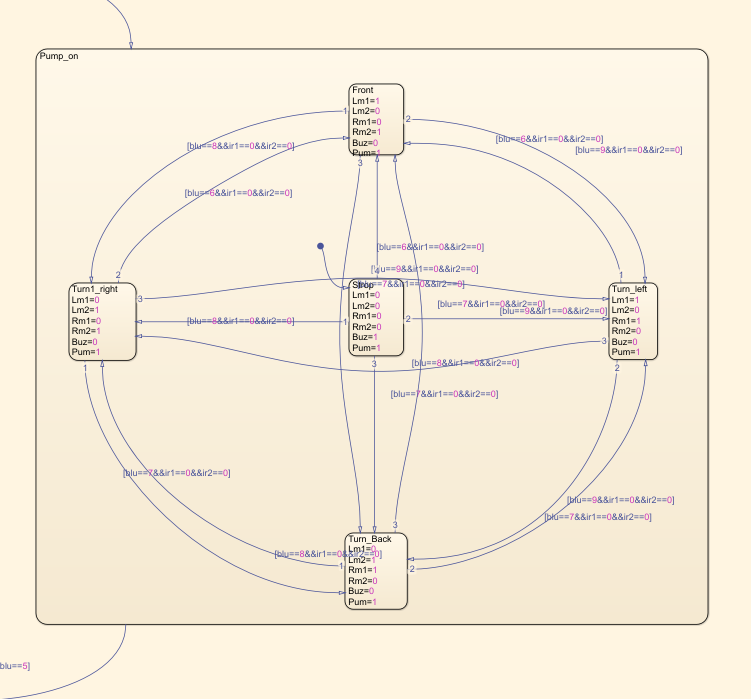 Pump_on
Front
Lm1=1
Lm2=0
Rm1=0
Rm2=1
Buz=0
Pum=1
1
2
3
[blu==8&&ir1==0&&ir2==0]
[blu==6&&ir1==0&&ir2==0]
[blu==9&&ir1==0&&ir2==0]
[blu==6&&ir1==0&&ir2==0]
[blu==6&&ir1==0&&ir2==0]
[blu==9&&ir1==0&&ir2==0]
[blu==7&&ir1==0&&ir2==0]
Turn1_right
Lm1=0
Lm2=1
Rm1=0
Rm2=1
Buz=0
Pum=1
2
3
1
Stop
Lm1=0
Lm2=0
Rm1=0
Rm2=0
Buz=1
Pum=1
4
1
2
3
Turn_left
Lm1=1
Lm2=0
Rm1=1
Rm2=0
Buz=0
Pum=1
1
3
2
[blu==7&&ir1==0&&ir2==0]
[blu==9&&ir1==0&&ir2==0]
[blu==8&&ir1==0&&ir2==0]
[blu==8&&ir1==0&&ir2==0]
[blu==7&&ir1==0&&ir2==0]
[blu==7&&ir1==0&&ir2==0]
[blu==9&&ir1==0&&ir2==0]
[blu==7&&ir1==0&&ir2==0]
[blu==8&&ir1==0&&ir2==0]
Turn_Back
Lm1=0
Lm2=1
Rm1=1
Rm2=0
Buz=0
Pum=1
3
1
2
blu==5]